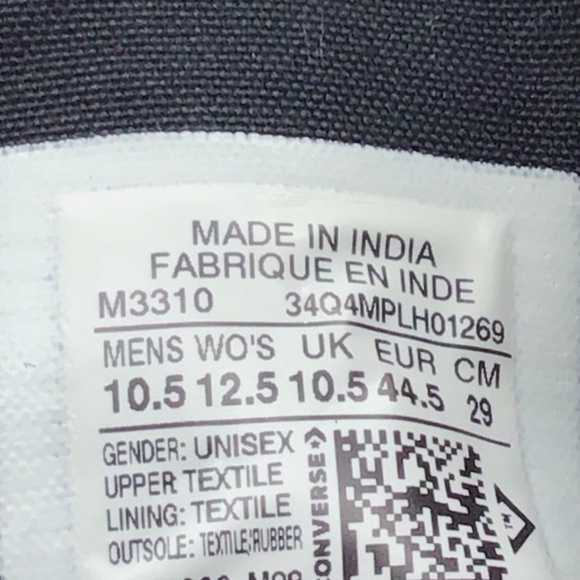 MADE IN INDIA
FABRIQUE EN INDE
M3310 34Q4MPLH01269
MENS WO'S UK EUR CM
10.5 12.5 10.5 44.5 29
GENDER: UNISEX
UPPER TEXTILE
LINING: TEXTILE
OUTSOLE: TEXTILE;RUBBER
CONVERSE
TM